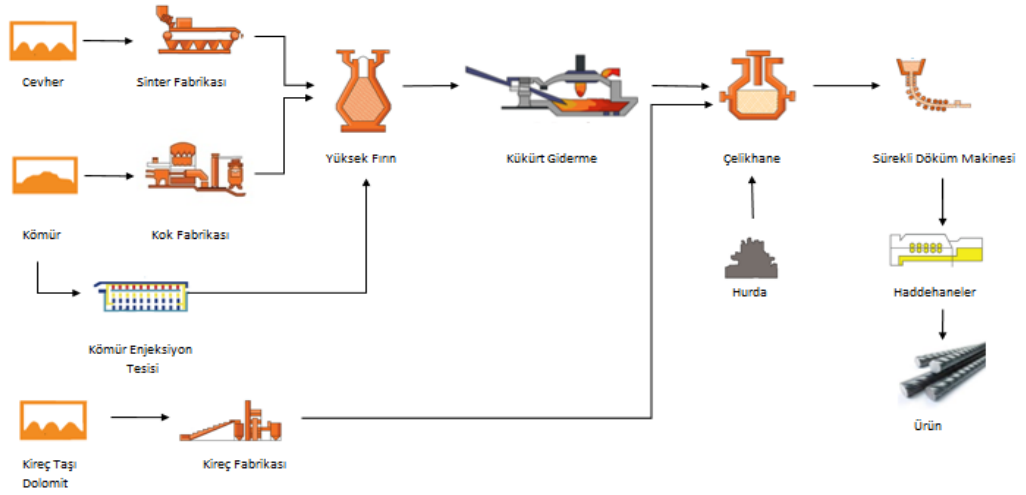 Cevher
Sinter Fabrikası
Yüksek Fırın
Kükürt Giderme
Çelikhane
Sürekli Döküm Makinesi
Kömür
Kok Fabrikası
Hurda
Haddehaneler
Kömür Enjeksiyon
Tesisi
Ürün
Kireç Taşı
Dolomit
Kireç Fabrikası